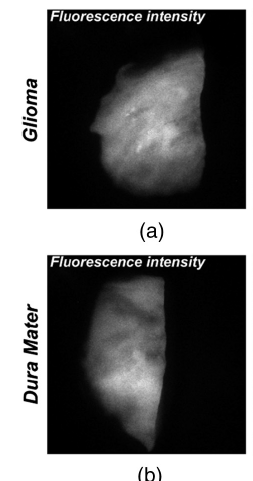 Fluorescence intensity
Glioma
(a)
Fluorescence intensity
Dura Mater
(b)